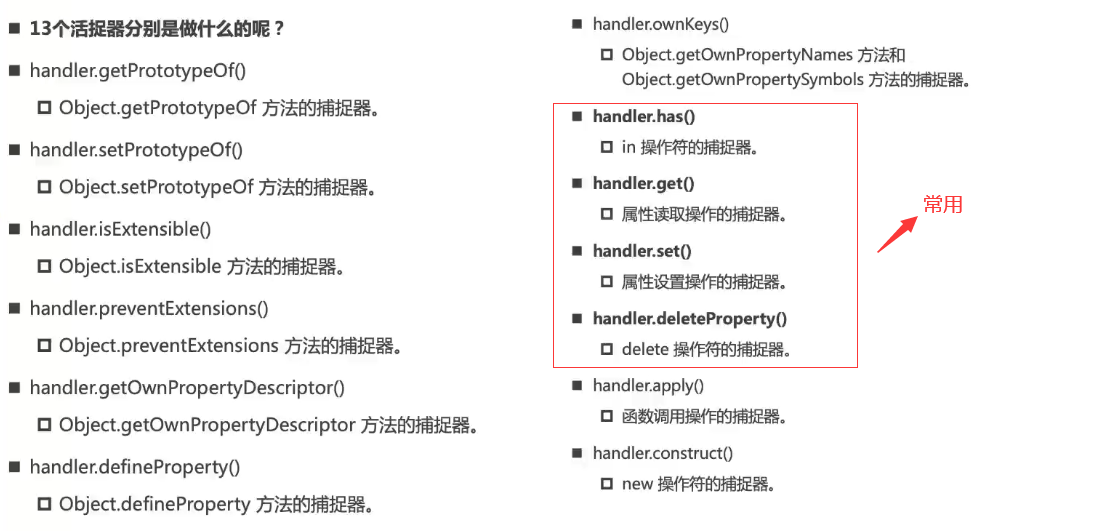 13个活捉器分别是做什么的呢？
handler.getPrototypeOf()
Object.getPrototypeOf 方法的捕捉器。
handler.setPrototypeOf()
Object.setPrototypeOf 方法的捕捉器。
handler.isExtensible()
Object.isExtensible 方法的捕捉器。
handler.preventExtensions()
Object.preventExtensions 方法的捕捉器。
handler.getOwnPropertyDescriptor()
Object.getOwnPropertyDescriptor 方法的捕捉器。
handler.defineProperty()
Object.defineProperty 方法的捕捉器。
handler.ownKeys()
Object.getOwnPropertyNames 方法和
Object.getOwnPropertySymbols 方法的捕捉器。
handler.has()
in 操作符的捕捉器。
handler.get()
属性读取操作的捕捉器。
handler.set()
属性设置操作的捕捉器。
handler.deleteProperty()
delete 操作符的捕捉器。
handler.apply()
函数调用操作的捕捉器。
handler.construct()
new 操作符的捕捉器。
常用